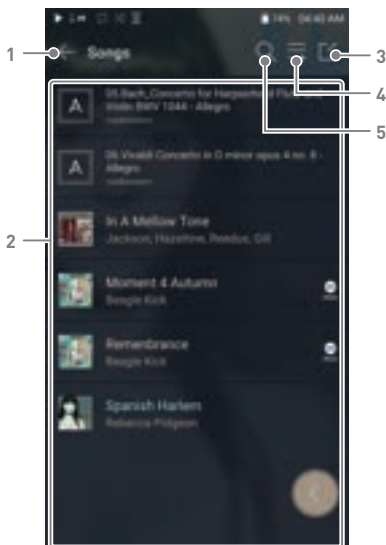 74% 04:40 AM
1
Songs
3
4
5
A
05.Bach_Concerto for Harpsichord Flute and
Violin BWV 1044 - Allegro
A
06.Vivaldi Concerto in D minor opus 4 no. 8 -
Allegro
2
In A Mellow Tone
Jackson, Hazeltine, Reedus, Gill
Moment 4 Autumn
Beagle Kick
Remembrance
Beagle Kick
Spanish Harlem
Rebecca Pidgeon